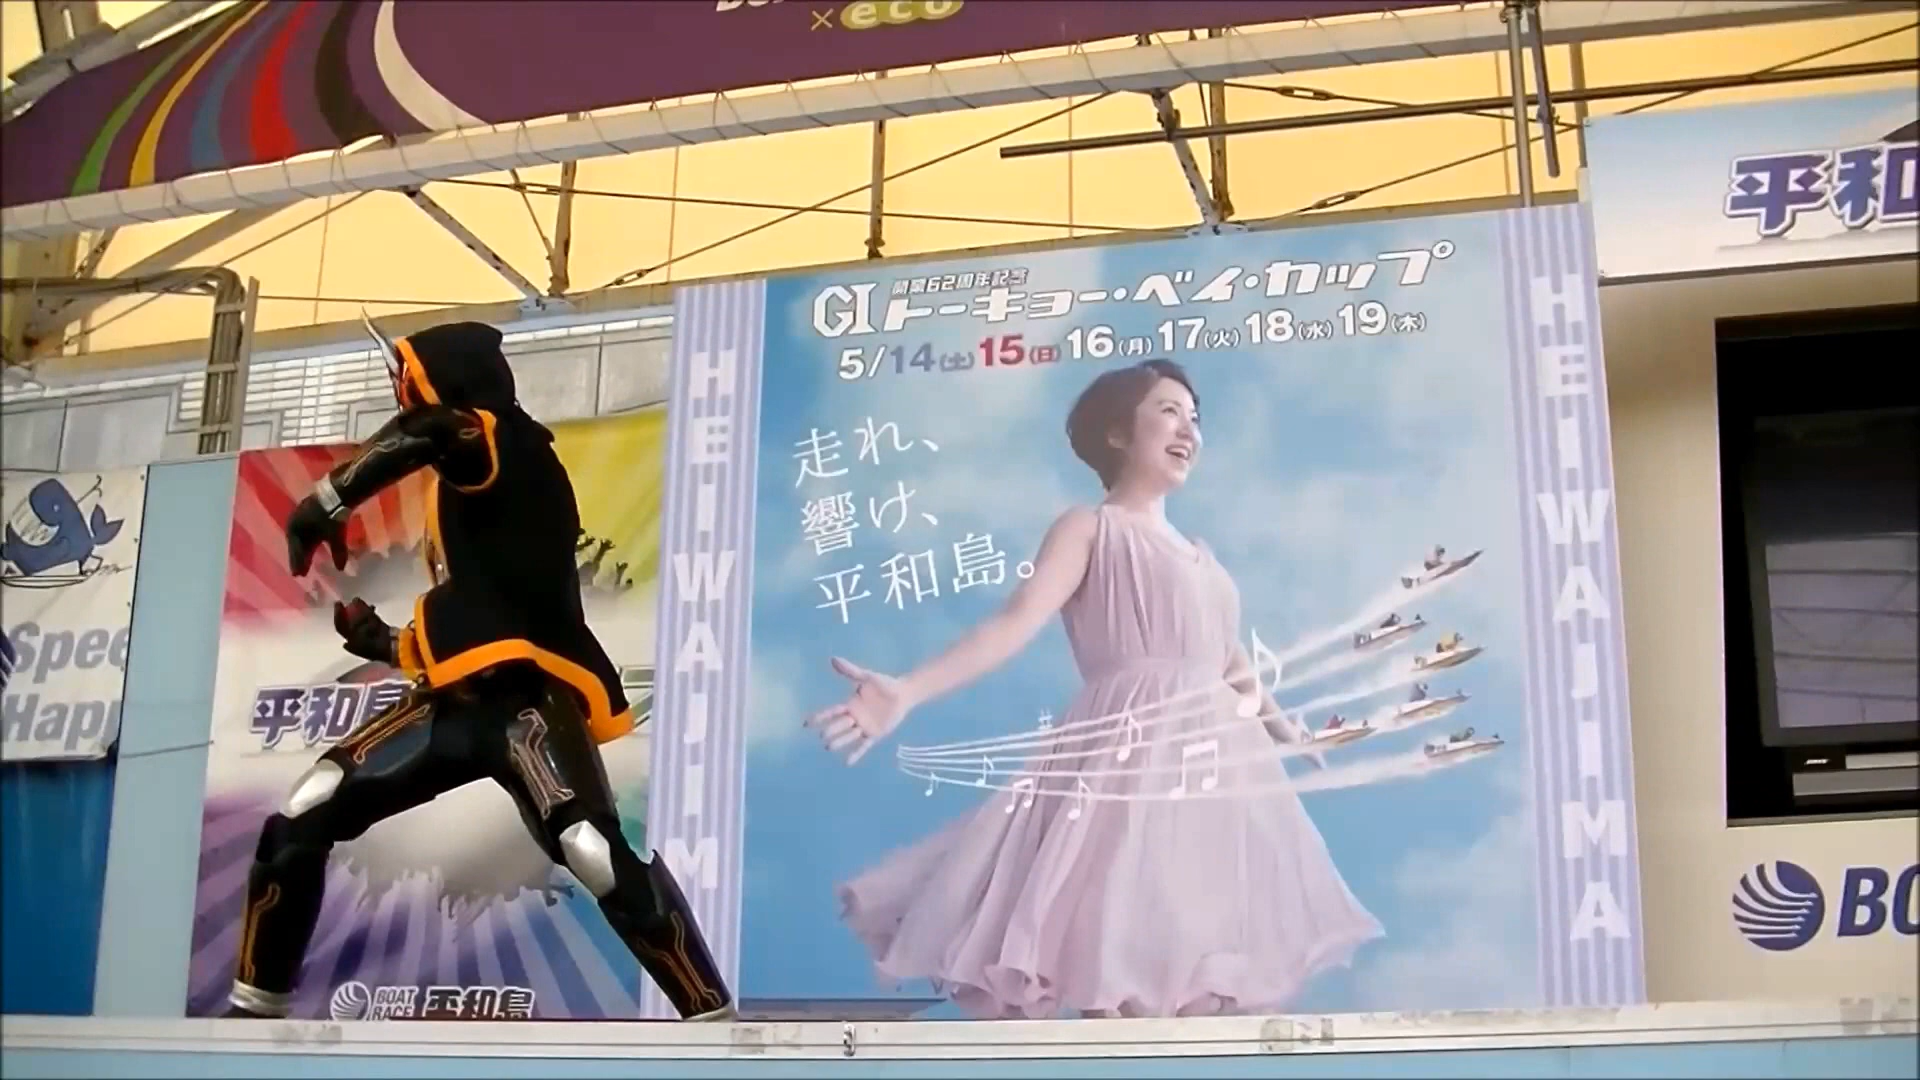 ×eco
平和
GI 開設62周年記念
トーキョー・ベイ・カップ
5/14(土)15(日)16(月)17(火)18(水)19(木)
走れ、
響け、
平和島。
HEIWAJIMA
HEIWAJIMA
Spee
Happ
平和島
BOAT
RACE 平和島
BO